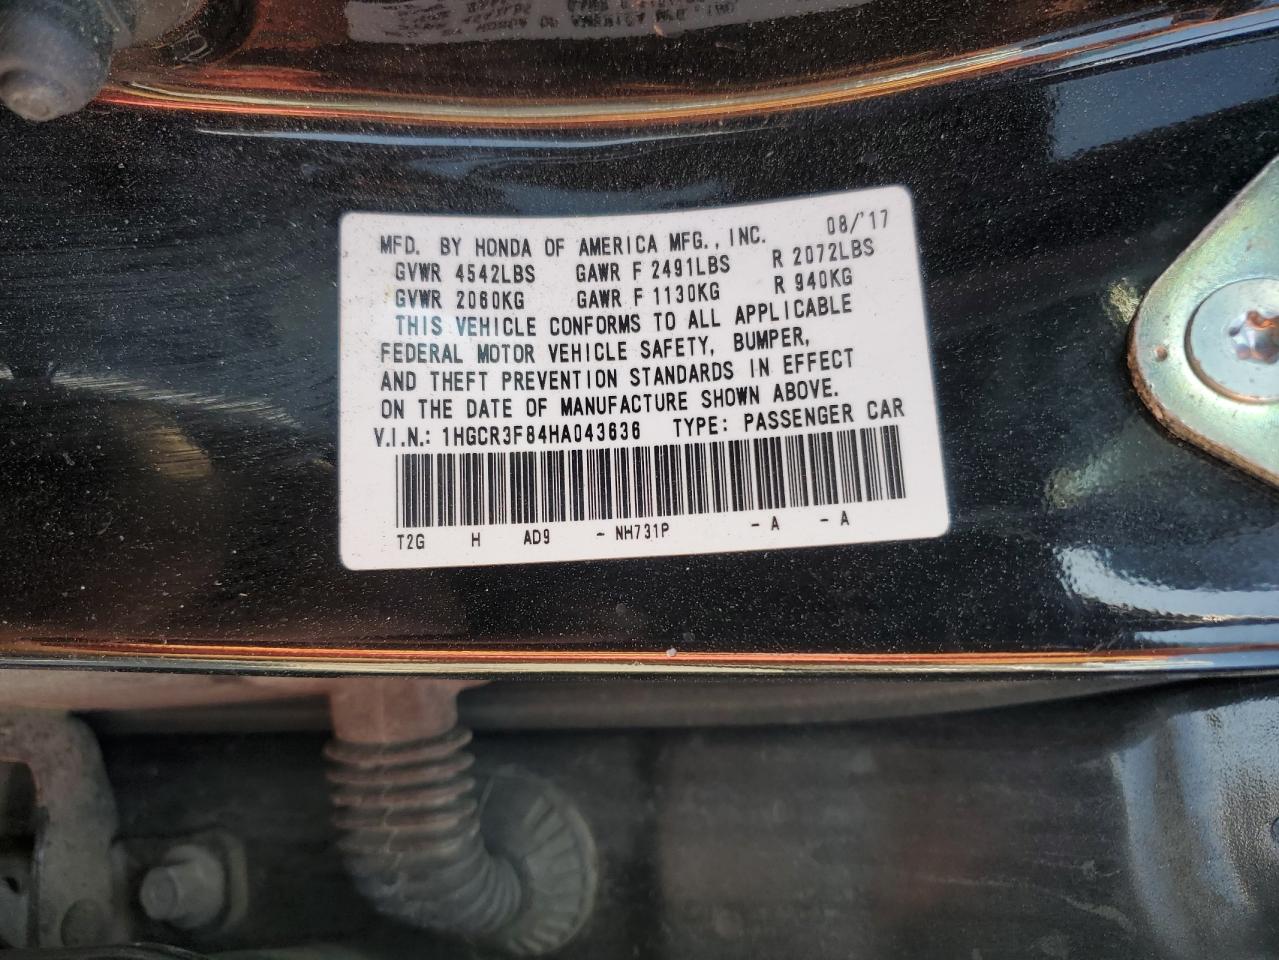 MFD. BY HONDA OF AMERICA MFG., INC. 08/'17
GVWR 4542LBS GAWR F 2491LBS R 2072LBS
GVWR 2060KG GAWR F 1130KG R 940KG
THIS VEHICLE CONFORMS TO ALL APPLICABLE
FEDERAL MOTOR VEHICLE SAFETY, BUMPER,
AND THEFT PREVENTION STANDARDS IN EFFECT
ON THE DATE OF MANUFACTURE SHOWN ABOVE.
V.I.N.: 1HGCR3F84HA043636 TYPE: PASSENGER CAR
T2G H AD9 - NH731P - A - A